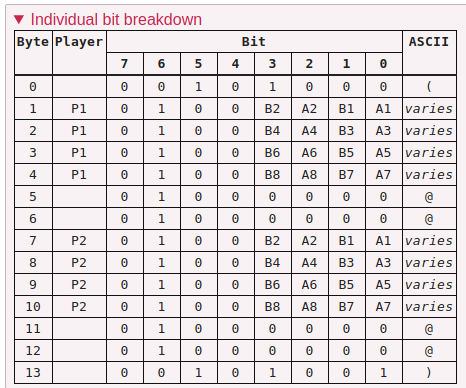 ▼ Individual bit breakdown
Byte Player Bit ASCII
7 6 5 4 3 2 1 0
0 0 0 1 0 1 0 0 0 (
1 P1 0 1 0 0 B2 A2 B1 A1 varies
2 P1 0 1 0 0 B4 A4 B3 A3 varies
3 P1 0 1 0 0 B6 A6 B5 A5 varies
4 P1 0 1 0 0 B8 A8 B7 A7 varies
5 0 1 0 0 0 0 0 0 @
6 0 1 0 0 0 0 0 0 @
7 P2 0 1 0 0 B2 A2 B1 A1 varies
8 P2 0 1 0 0 B4 A4 B3 A3 varies
9 P2 0 1 0 0 B6 A6 B5 A5 varies
10 P2 0 1 0 0 B8 A8 B7 A7 varies
11 0 1 0 0 0 0 0 0 @
12 0 1 0 0 0 0 0 0 @
13 0 0 1 0 1 0 0 1 )